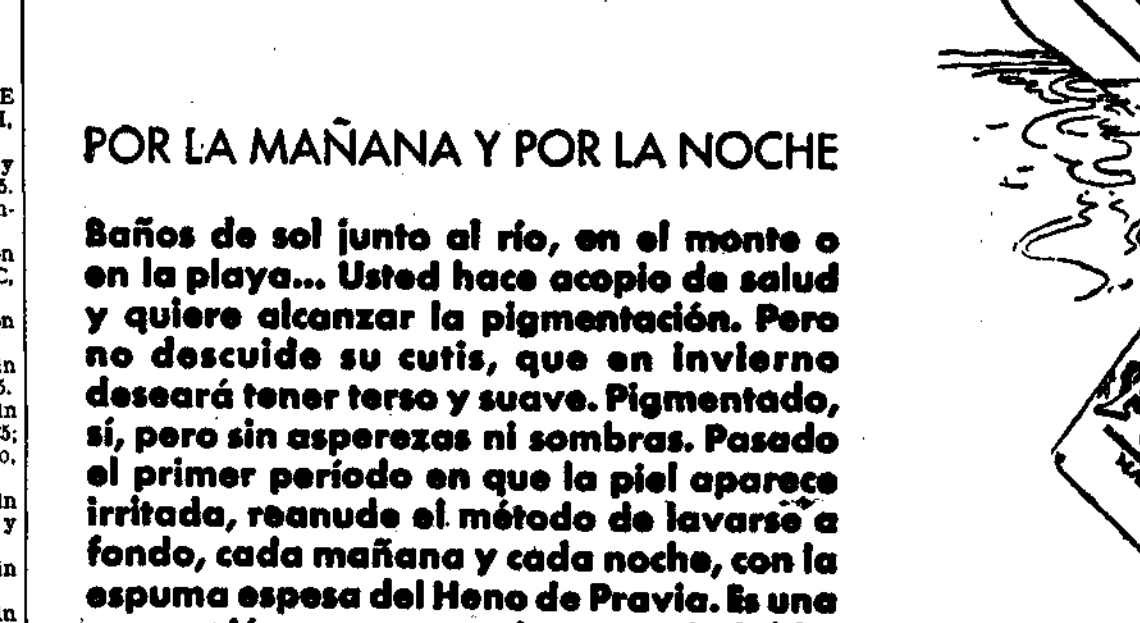 POR LA MAÑANA Y POR LA NOCHE
Baños de sol junto al río, en el monte o
en la playa... Usted hace acopio de salud
y quiere alcanzar la pigmentación. Pero
no descuide su cutis, que en invierno
deseará tener terso y suave. Pigmentado,
sí, pero sin asperezas ni sombras. Pasado
el primer período en que la piel aparece
irritada, reanude el método de lavarse a
fondo, cada mañana y cada noche, con la
espuma espesa del Heno de Pravia. Es una